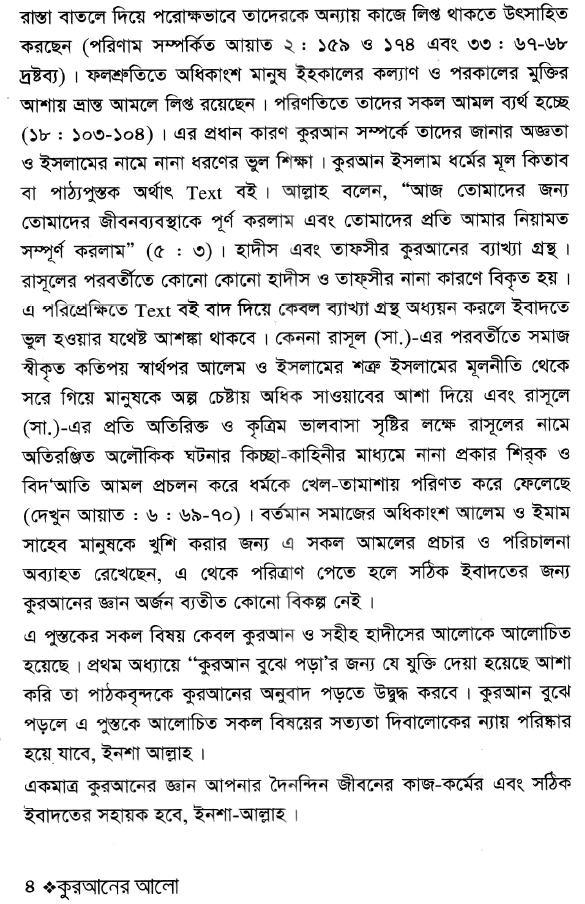 রাস্তা বাতলে দিয়ে পরোক্ষভাবে তাদেরকে অন্যায় কাজে লিপ্ত থাকতে উৎসাহিত
করছেন (পরিণাম সম্পর্কিত আয়াত ২ : ১৫৯ ও ১৭৪ এবং ৩৩ : ৬৭-৬৮
দ্রষ্টব্য)। ফলশ্রুতিতে অধিকাংশ মানুষ ইহকালের কল্যাণ ও পরকালের মুক্তির
আশায় ভ্রান্ত আমলে লিপ্ত রয়েছেন। পরিণতিতে তাদের সকল আমল ব্যর্থ হচ্ছে
(১৮ : ১০৩-১০৪)। এর প্রধান কারণ কুরআন সম্পর্কে তাদের জানার অজ্ঞতা
ও ইসলামের নামে নানা ধরণের ভুল শিক্ষা। কুরআন ইসলাম ধর্মের মূল কিতাব
বা পাঠ্যপুস্তক অর্থাৎ Text বই। আল্লাহ বলেন, “আজ তোমাদের জন্য
তোমাদের জীবনব্যবস্থাকে পূর্ণ করলাম এবং তোমাদের প্রতি আমার নিয়ামত
সম্পূর্ণ করলাম” (৫ : ৩)। হাদীস এবং তাফসীর কুরআনের ব্যাখ্যা গ্রন্থ।
রাসূলের পরবর্তীতে কোনো কোনো হাদীস ও তাফসীর নানা কারণে বিকৃত হয়।
এ পরিপ্রেক্ষিতে Text বই বাদ দিয়ে কেবল ব্যাখ্যা গ্রন্থ অধ্যয়ন করলে ইবাদতে
ভুল হওয়ার যথেষ্ট আশঙ্কা থাকবে। কেননা রাসূল (সা.)-এর পরবর্তীতে সমাজ
স্বীকৃত কতিপয় স্বার্থপর আলেম ও ইসলামের শত্রু ইসলামের মূলনীতি থেকে
সরে গিয়ে মানুষকে অল্প চেষ্টায় অধিক সাওয়াবের আশা দিয়ে এবং রাসূলে
(সা.)-এর প্রতি অতিরিক্ত ও কৃত্রিম ভালবাসা সৃষ্টির লক্ষে রাসূলের নামে
অতিরঞ্জিত অলৌকিক ঘটনার কিচ্ছা-কাহিনীর মাধ্যমে নানা প্রকার শির্‌ক ও
বিদ'আতি আমল প্রচলন করে ধর্মকে খেল-তামাশায় পরিণত করে ফেলেছে
(দেখুন আয়াত : ৬ : ৬৯-৭০)। বর্তমান সমাজের অধিকাংশ আলেম ও ইমাম
সাহেব মানুষকে খুশি করার জন্য এ সকল আমলের প্রচার ও পরিচালনা
অব্যাহত রেখেছেন, এ থেকে পরিত্রাণ পেতে হলে সঠিক ইবাদতের জন্য
কুরআনের জ্ঞান অর্জন ব্যতীত কোনো বিকল্প নেই।
এ পুস্তকের সকল বিষয় কেবল কুরআন ও সহীহ হাদীসের আলোকে আলোচিত
হয়েছে। প্রথম অধ্যায়ে “কুরআন বুঝে পড়া'র জন্য যে যুক্তি দেয়া হয়েছে আশা
করি তা পাঠকবৃন্দকে কুরআনের অনুবাদ পড়তে উদ্বুদ্ধ করবে। কুরআন বুঝে
পড়লে এ পুস্তকে আলোচিত সকল বিষয়ের সত্যতা দিবালোকের ন্যায় পরিষ্কার
হয়ে যাবে, ইনশা আল্লাহ।
একমাত্র কুরআনের জ্ঞান আপনার দৈনন্দিন জীবনের কাজ-কর্মের এবং সঠিক
ইবাদতের সহায়ক হবে, ইনশা-আল্লাহ।
৪ ❖কুরআনের আলো